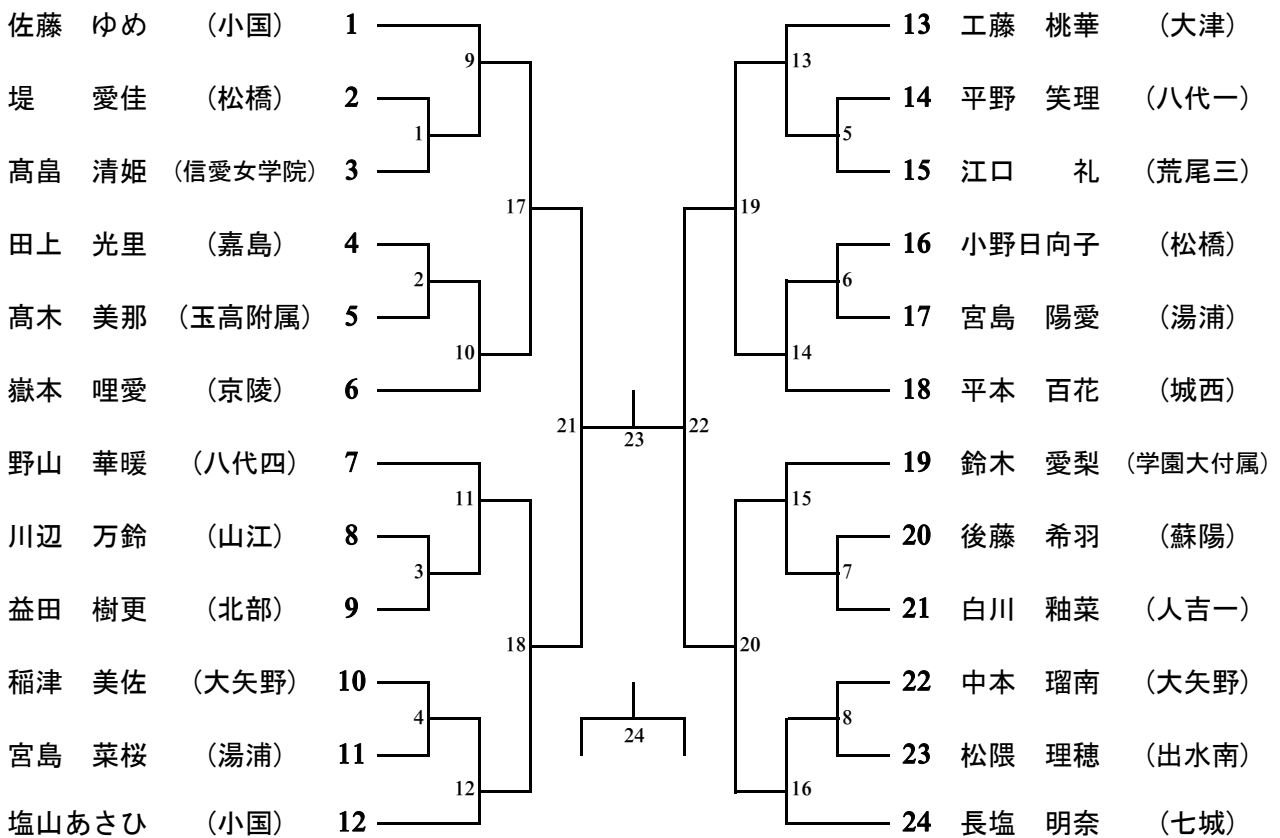 佐藤 ゆめ (小国) 1
堤 愛佳 (松橋) 2
髙畠 清姫 (信愛女学院) 3
田上 光里 (嘉島) 4
髙木 美那 (玉高附属) 5
嶽本 哩愛 (京陵) 6
野山 華暖 (八代四) 7
川辺 万鈴 (山江) 8
益田 樹更 (北部) 9
稲津 美佐 (大矢野) 10
宮島 菜桜 (湯浦) 11
塩山あさひ (小国) 12
9
1
17
2
10
21
11
3
18
4
12
23
24
13
5
19
6
14
22
15
7
20
8
16
13 工藤 桃華 (大津)
14 平野 笑理 (八代一)
15 江口 礼 (荒尾三)
16 小野日向子 (松橋)
17 宮島 陽愛 (湯浦)
18 平本 百花 (城西)
19 鈴木 愛梨 (学園大付属)
20 後藤 希羽 (蘇陽)
21 白川 釉菜 (人吉一)
22 中本 瑠南 (大矢野)
23 松隈 理穂 (出水南)
24 長塩 明奈 (七城)